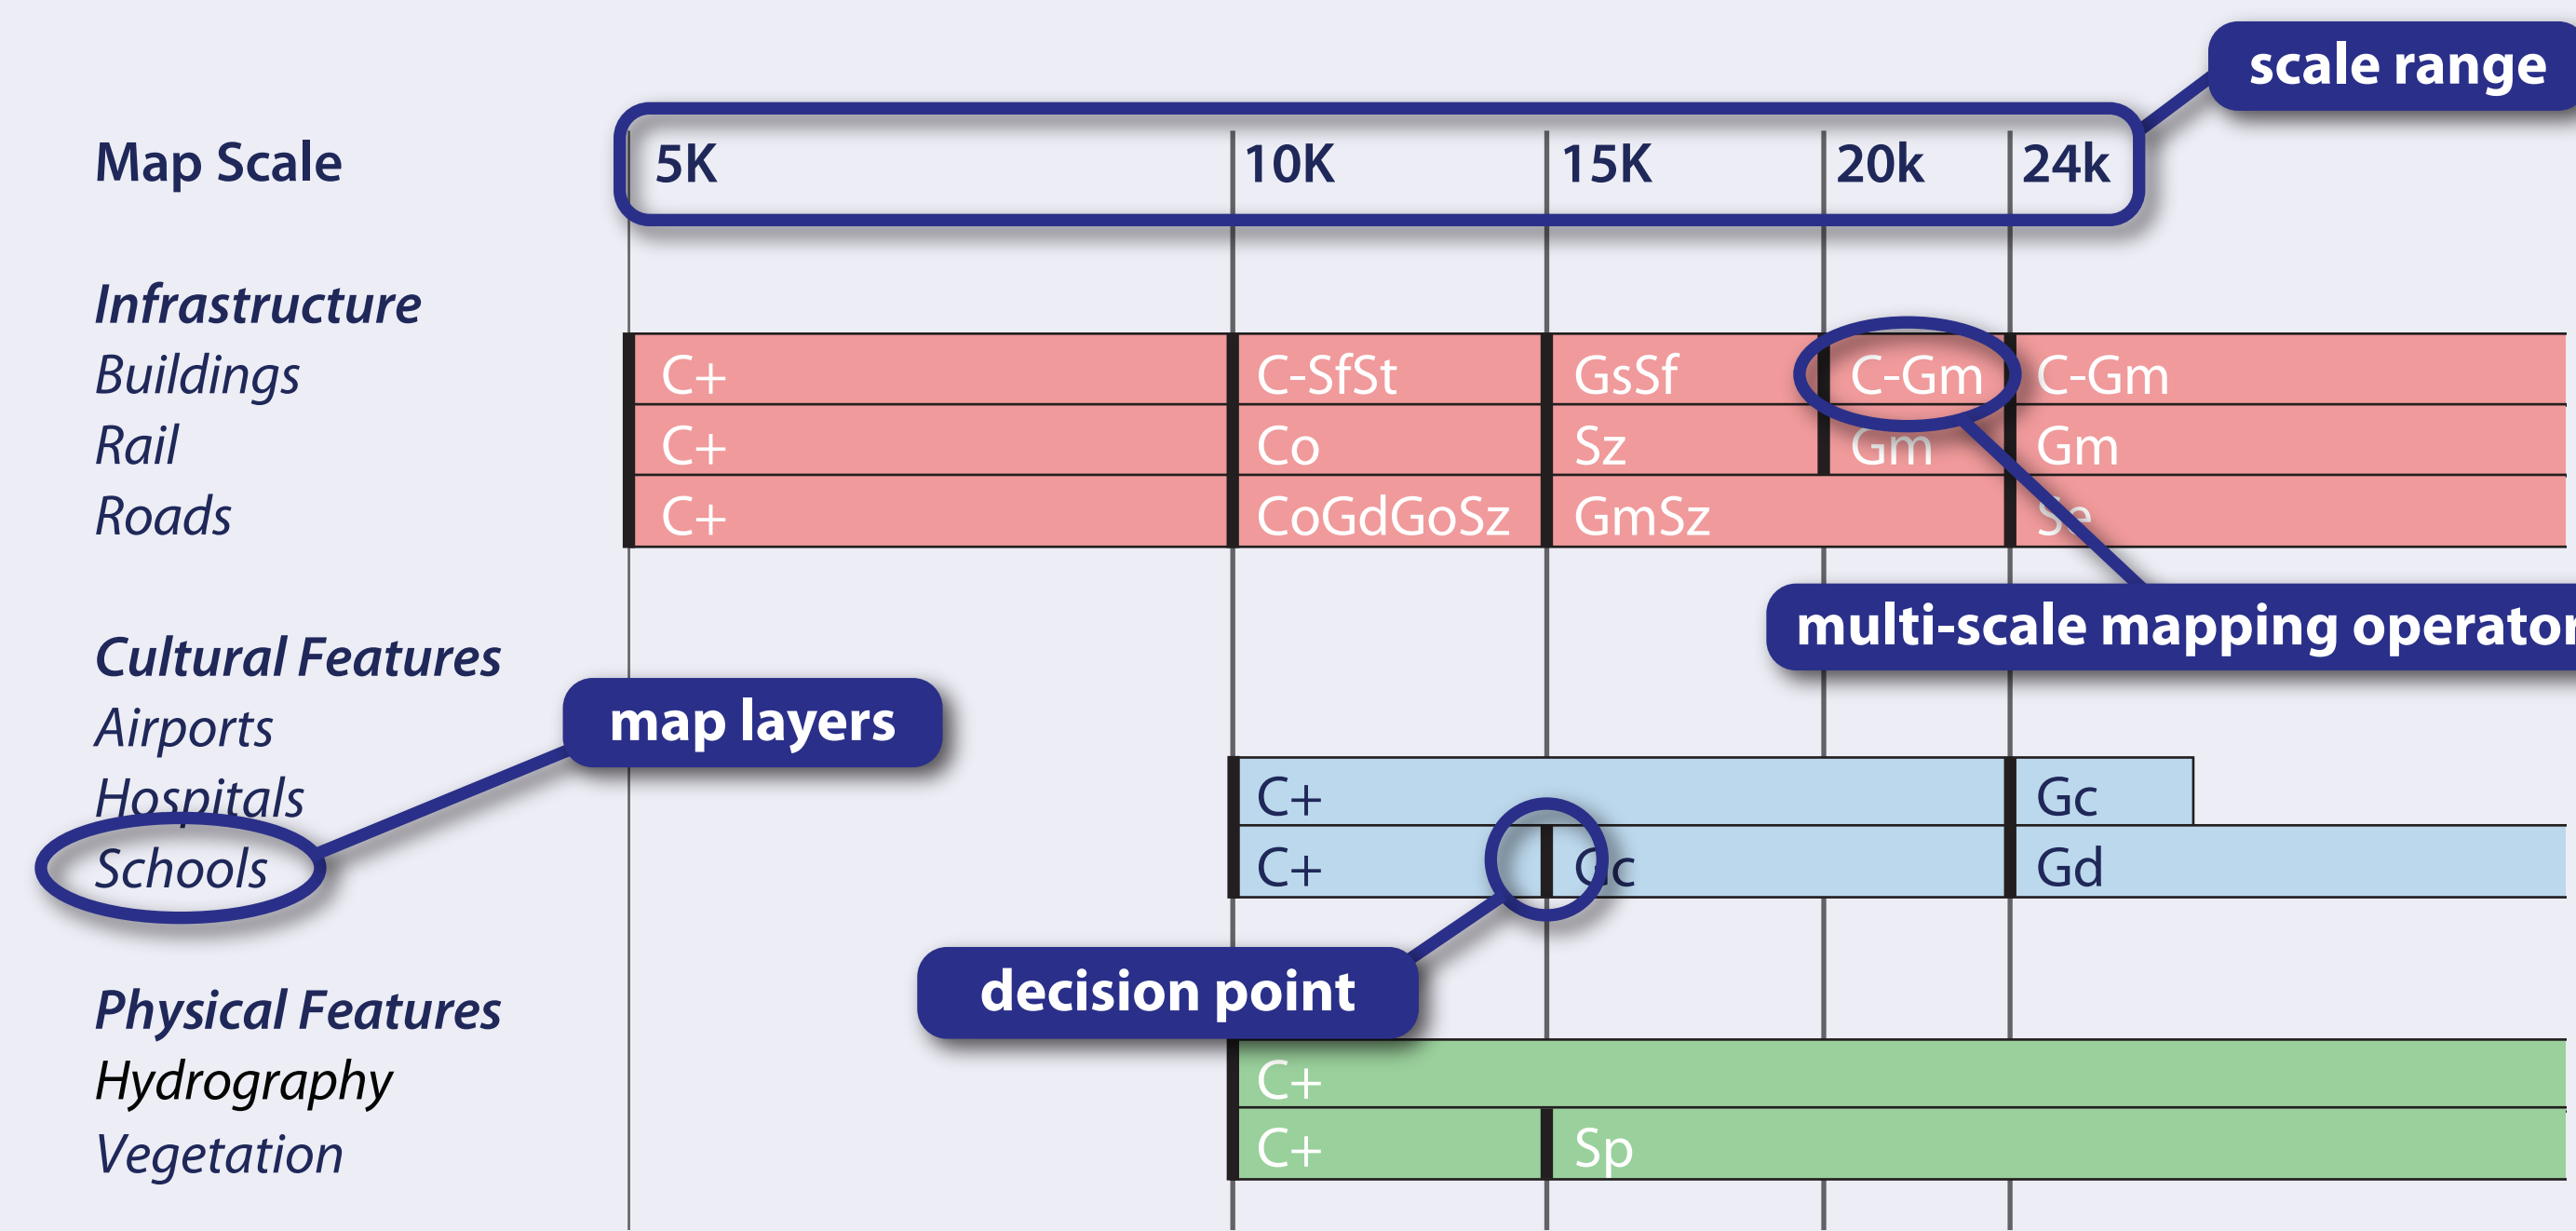 scale range
Map Scale 5K 10K 15K 20k 24k
Infrastructure
Buildings C+ C-SfSt GsSf C-Gm C-Gm
Rail C+ Co Sz Gm Gm
Roads C+ CoGdGoSz GmSz Se
multi-scale mapping operator
Cultural Features
map layers
Airports
Hospitals C+ Gc
Schools C+ Gc Gd
decision point
Physical Features
Hydrography C+
Vegetation C+ Sp